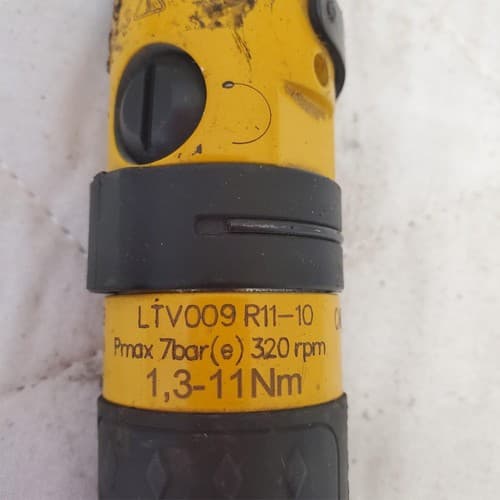 LTV009 R11-10
Pmax 7bar(e) 320 rpm
1,3-11Nm